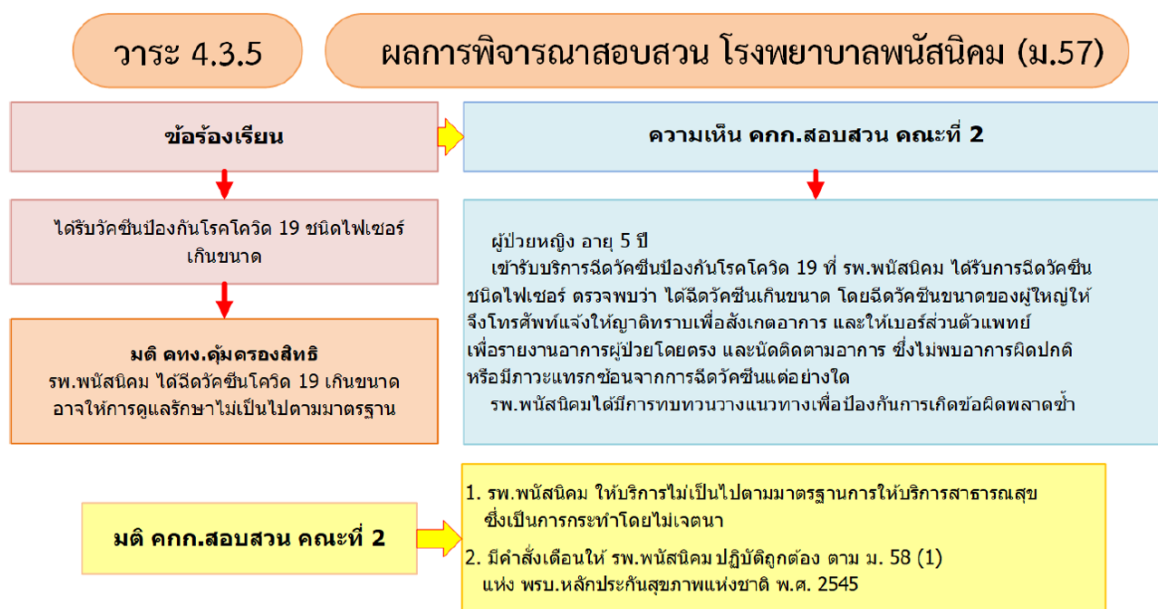 วาระ 4.3.5
ผลการพิจารณาสอบสวน โรงพยาบาลพนัสนิคม (ม.57)
ข้อร้องเรียน
ได้รับวัคซีนป้องกันโรคโควิด 19 ชนิดไฟเซอร์
เกินขนาด
มติ คทง.คุ้มครองสิทธิ
รพ.พนัสนิคม ได้ฉีดวัคซีนโควิด 19 เกินขนาด
อาจให้การดูแลรักษาไม่เป็นไปตามมาตรฐาน
ความเห็น คกก.สอบสวน คณะที่ 2
ผู้ป่วยหญิง อายุ 5 ปี
เข้ารับบริการฉีดวัคซีนป้องกันโรคโควิด 19 ที่ รพ.พนัสนิคม ได้รับการฉีดวัคซีน
ชนิดไฟเซอร์ ตรวจพบว่า ได้ฉีดวัคซีนเกินขนาด โดยฉีดวัคซีนขนาดของผู้ใหญ่ให้
จึงโทรศัพท์แจ้งให้ญาติทราบเพื่อสังเกตอาการ และให้เบอร์ส่วนตัวแพทย์
เพื่อรายงานอาการผู้ป่วยโดยตรง และนัดติดตามอาการ ซึ่งไม่พบอาการผิดปกติ
หรือมีภาวะแทรกซ้อนจากการฉีดวัคซีนแต่อย่างใด
รพ.พนัสนิคมได้มีการทบทวนวางแนวทางเพื่อป้องกันการเกิดข้อผิดพลาดซ้ำ
มติ คกก.สอบสวน คณะที่ 2
1. รพ.พนัสนิคม ให้บริการไม่เป็นไปตามมาตรฐานการให้บริการสาธารณสุข
ซึ่งเป็นการกระทำโดยไม่เจตนา
2. มีคำสั่งเตือนให้ รพ.พนัสนิคม ปฏิบัติถูกต้อง ตาม ม. 58 (1)
แห่ง พรบ.หลักประกันสุขภาพแห่งชาติ พ.ศ. 2545